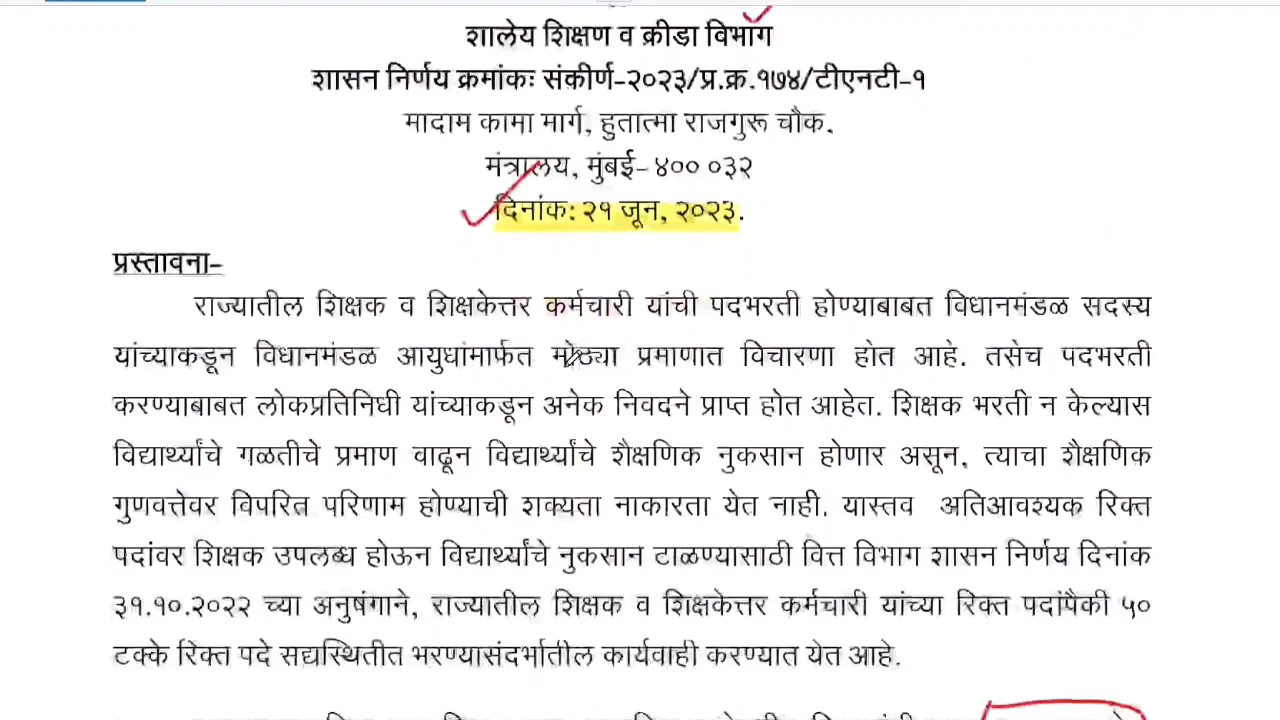 शालेय शिक्षण व क्रीडा विभाग
शासन निर्णय क्रमांकः संकीर्ण-२०२३/प्र.क्र.१७४/टीएनटी-१
मादाम कामा मार्ग, हुतात्मा राजगुरू चौक,
मंत्रालय, मुंबई- ४०० ०३२
दिनांक: २१ जून, २०२३.
प्रस्तावना-
राज्यातील शिक्षक व शिक्षकेत्तर कर्मचारी यांची पदभरती होण्याबाबत विधानमंडळ सदस्य
यांच्याकडून विधानमंडळ आयुधांमार्फत मोठ्या प्रमाणात विचारणा होत आहे. तसेच पदभरती
करण्याबाबत लोकप्रतिनिधी यांच्याकडून अनेक निवदने प्राप्त होत आहेत. शिक्षक भरती न केल्यास
विद्यार्थ्यांचे गळतीचे प्रमाण वाढून विद्यार्थ्यांचे शैक्षणिक नुकसान होणार असून, त्याचा शैक्षणिक
गुणवत्तेवर विपरित परिणाम होण्याची शक्यता नाकारता येत नाही. यास्तव अतिआवश्यक रिक्त
पदांवर शिक्षक उपलब्ध होऊन विद्यार्थ्यांचे नुकसान टाळण्यासाठी वित्त विभाग शासन निर्णय दिनांक
३१.१०.२०२२ च्या अनुषंगाने, राज्यातील शिक्षक व शिक्षकेत्तर कर्मचारी यांच्या रिक्त पदांपैकी ५०
टक्के रिक्त पदे सद्यस्थितीत भरण्यासंदर्भातील कार्यवाही करण्यात येत आहे.